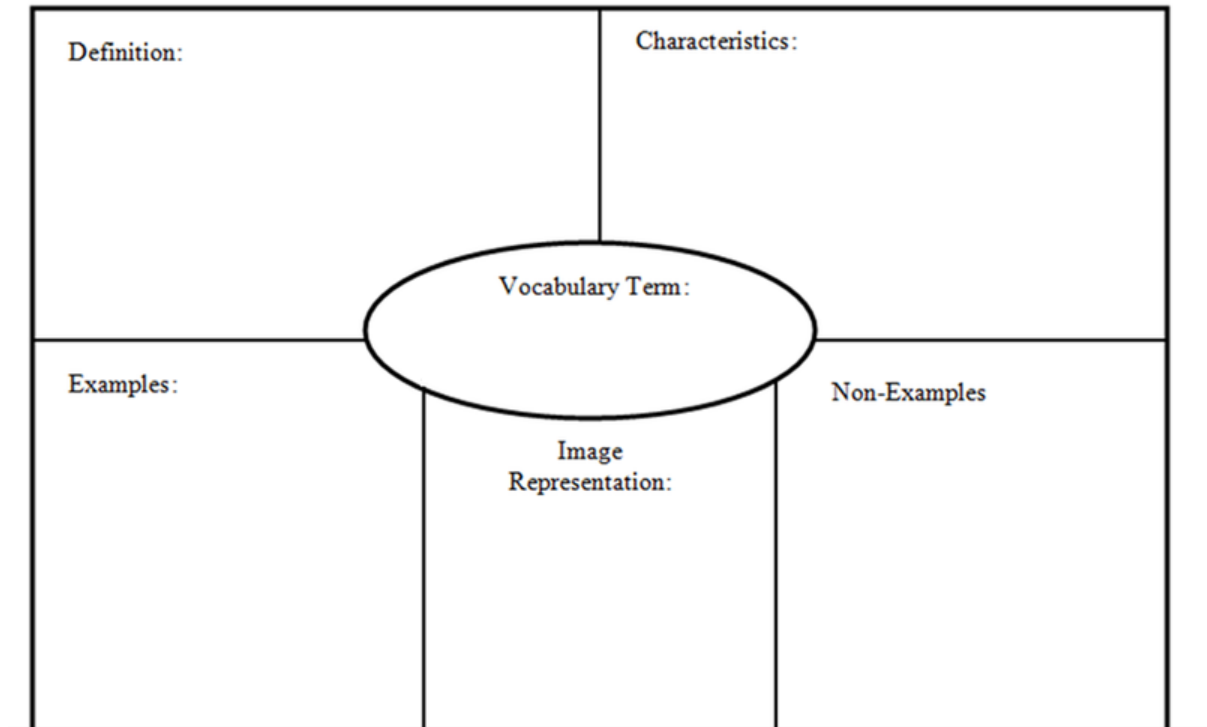 Definition:
Characteristics:
Vocabulary Term:
Examples:
Non-Examples
Image
Representation: